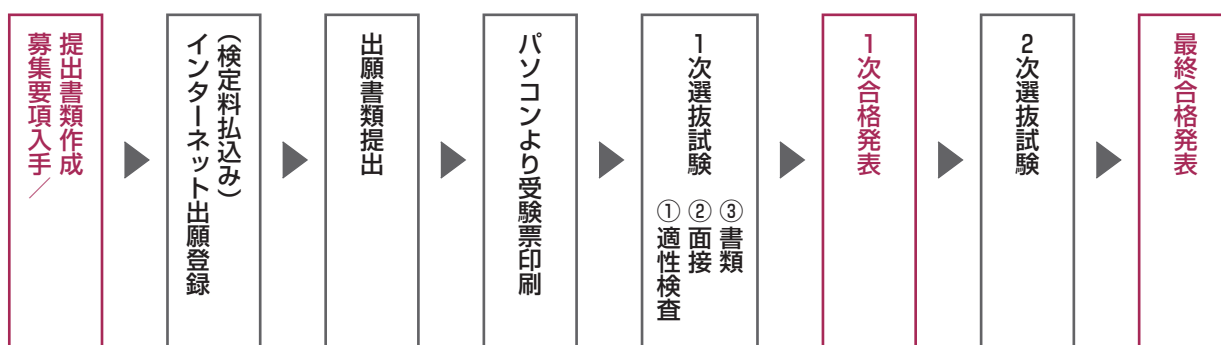 提出書類作成
募集要項入手／
（検定料払込み）
インターネット出願登録
出願書類提出
パソコンより受験票印刷
1次選抜試験
①適性検査
②面接
③書類
1次合格発表
2次選抜試験
最終合格発表